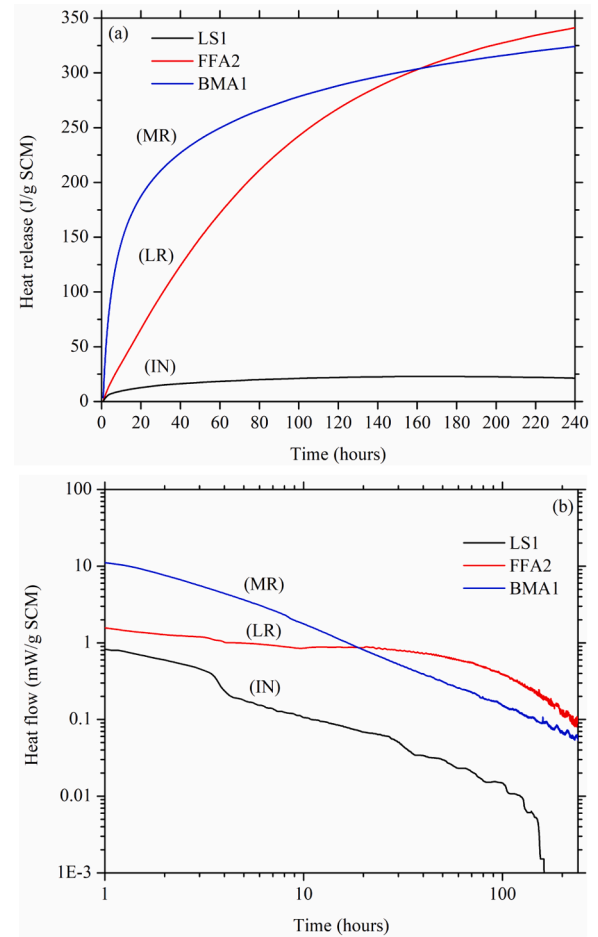 350
(a)
LS1
FFA2
BMA1
300
250
200
150
100
50
0
(MR)
(LR)
(IN)
Heat release (J/g SCM)
0 20 40 60 80 100 120 140 160 180 200 220 240
Time (hours)
100
(b)
LS1
FFA2
BMA1
10
1
0.1
0.01
1E-3
(MR)
(LR)
(IN)
Heat flow (mW/g SCM)
1 10 100
Time (hours)